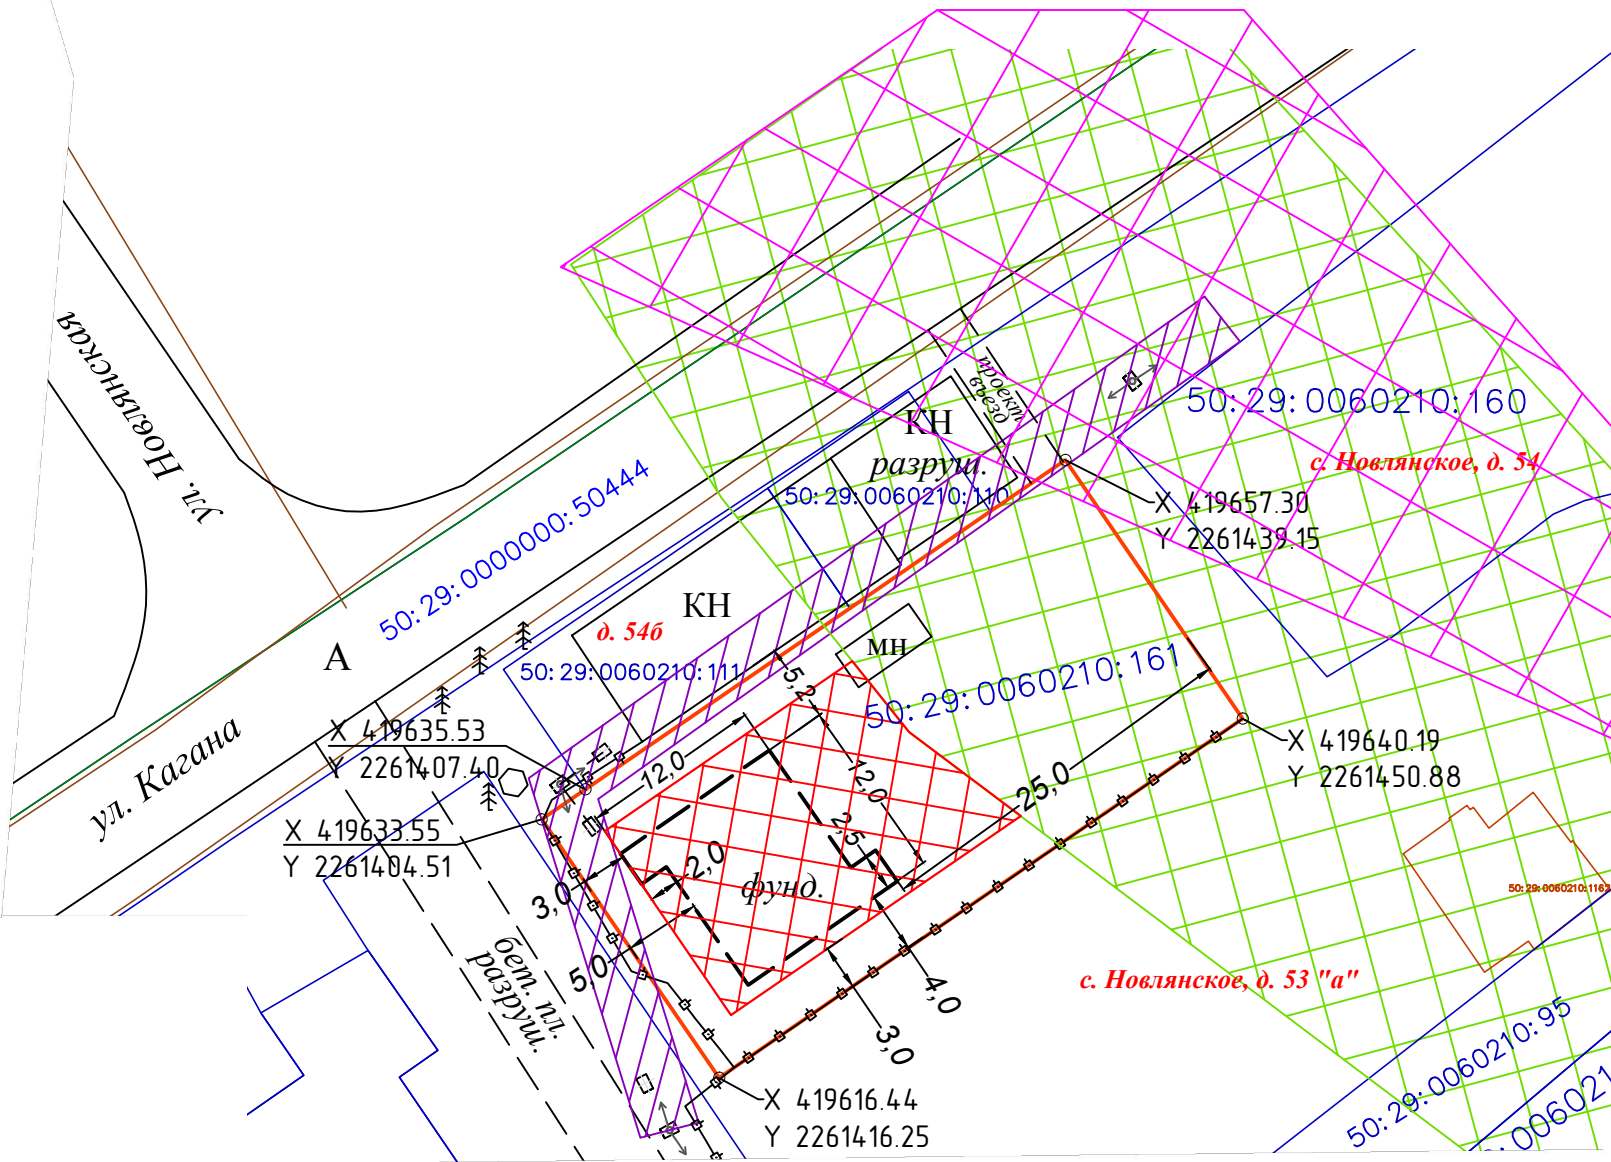 ул. Новлянская
50:29:0000000:50444
А
ул. Кагана
КН
д. 54б
50:29:0060210:111
КН
разруш.
50:29:0060210:110
проект
въезд
50:29:0060210:160
с. Новлянское, д. 54
X 419657.30
Y 2261439.15
мн
50:29:0060210:161
X 419635.53
Y 2261407.40
X 419633.55
Y 2261404.51
X 419640.19
Y 2261450.88
5,2
12,0
12,0
25,0
2,5
2,0
3,0
фунд.
5,0
4,0
3,0
бет. пл.
разруш.
с. Новлянское, д. 53 "а"
50:29:0060210:1162
50:29:0060210:95
X 419616.44
Y 2261416.25